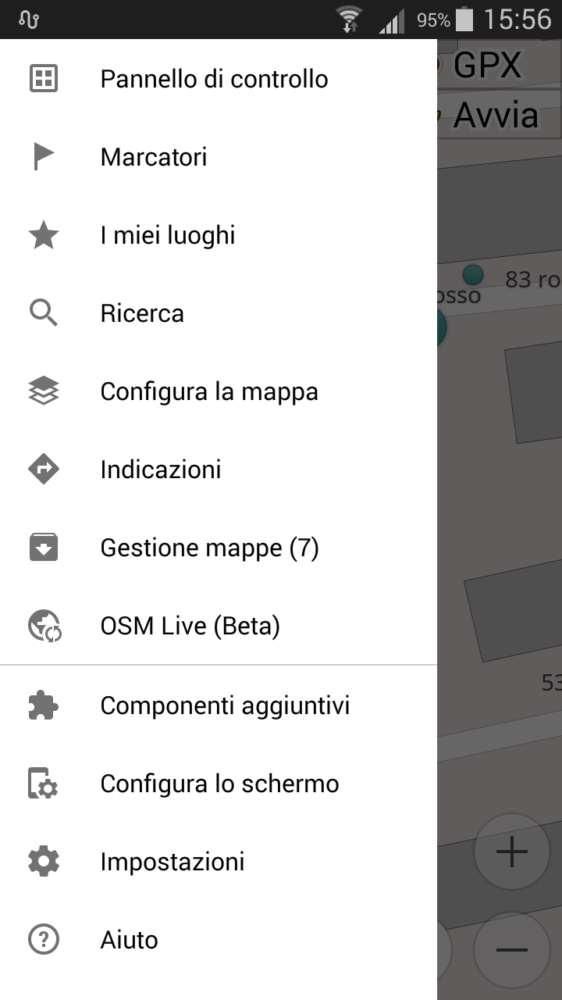 95% 15:56
Pannello di controllo
GPX
Avvia
Marcatori
I miei luoghi
83 ro
osso
Ricerca
Configura la mappa
Indicazioni
Gestione mappe (7)
OSM Live (Beta)
53
Componenti aggiuntivi
Configura lo schermo
Impostazioni
Aiuto